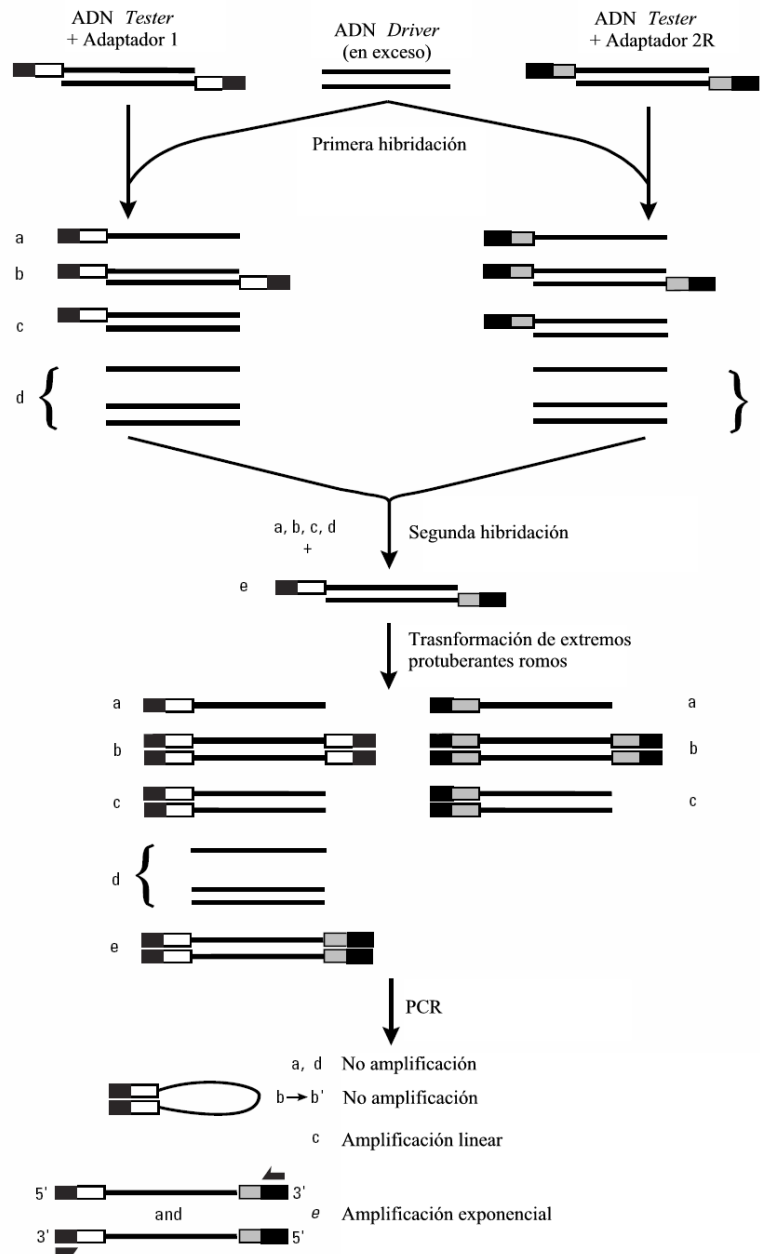 ADN Tester
+ Adaptador 1
ADN Driver
(en exceso)
ADN Tester
+ Adaptador 2R
Primera hibridación
a
b
c
d
a, b, c, d
+
Segunda hibridación
e
Trasnformación de extremos
protuberantes romos
a
a
b
b
c
c
d
e
PCR
a, d No amplificación
b→b' No amplificación
c Amplificación linear
5' 3'
and
e Amplificación exponencial
3' 5'